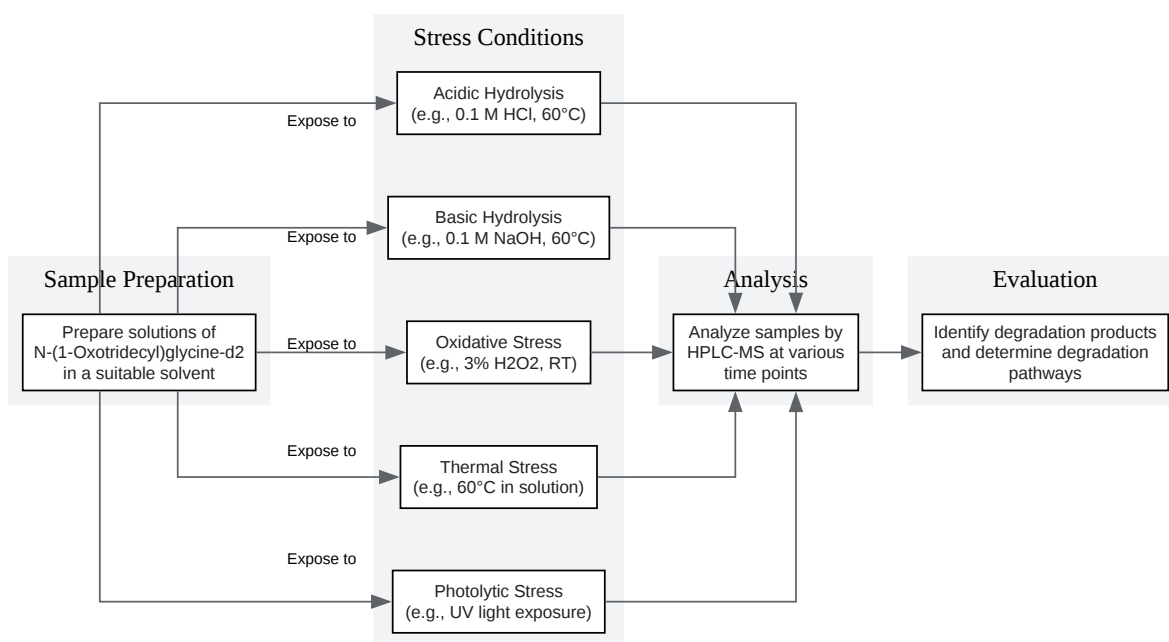 Stress Conditions
Acidic Hydrolysis
(e.g., 0.1 M HCl, 60°C)
Expose to
Basic Hydrolysis
(e.g., 0.1 M NaOH, 60°C)
Expose to
Sample Preparation
Prepare solutions of
N-(1-Oxotridecyl)glycine-d2
in a suitable solvent
Expose to
Oxidative Stress
(e.g., 3% H2O2, RT)
Analysis
Analyze samples by
HPLC-MS at various
time points
Evaluation
Identify degradation products
and determine degradation
pathways
Expose to
Thermal Stress
(e.g., 60°C in solution)
Expose to
Photolytic Stress
(e.g., UV light exposure)